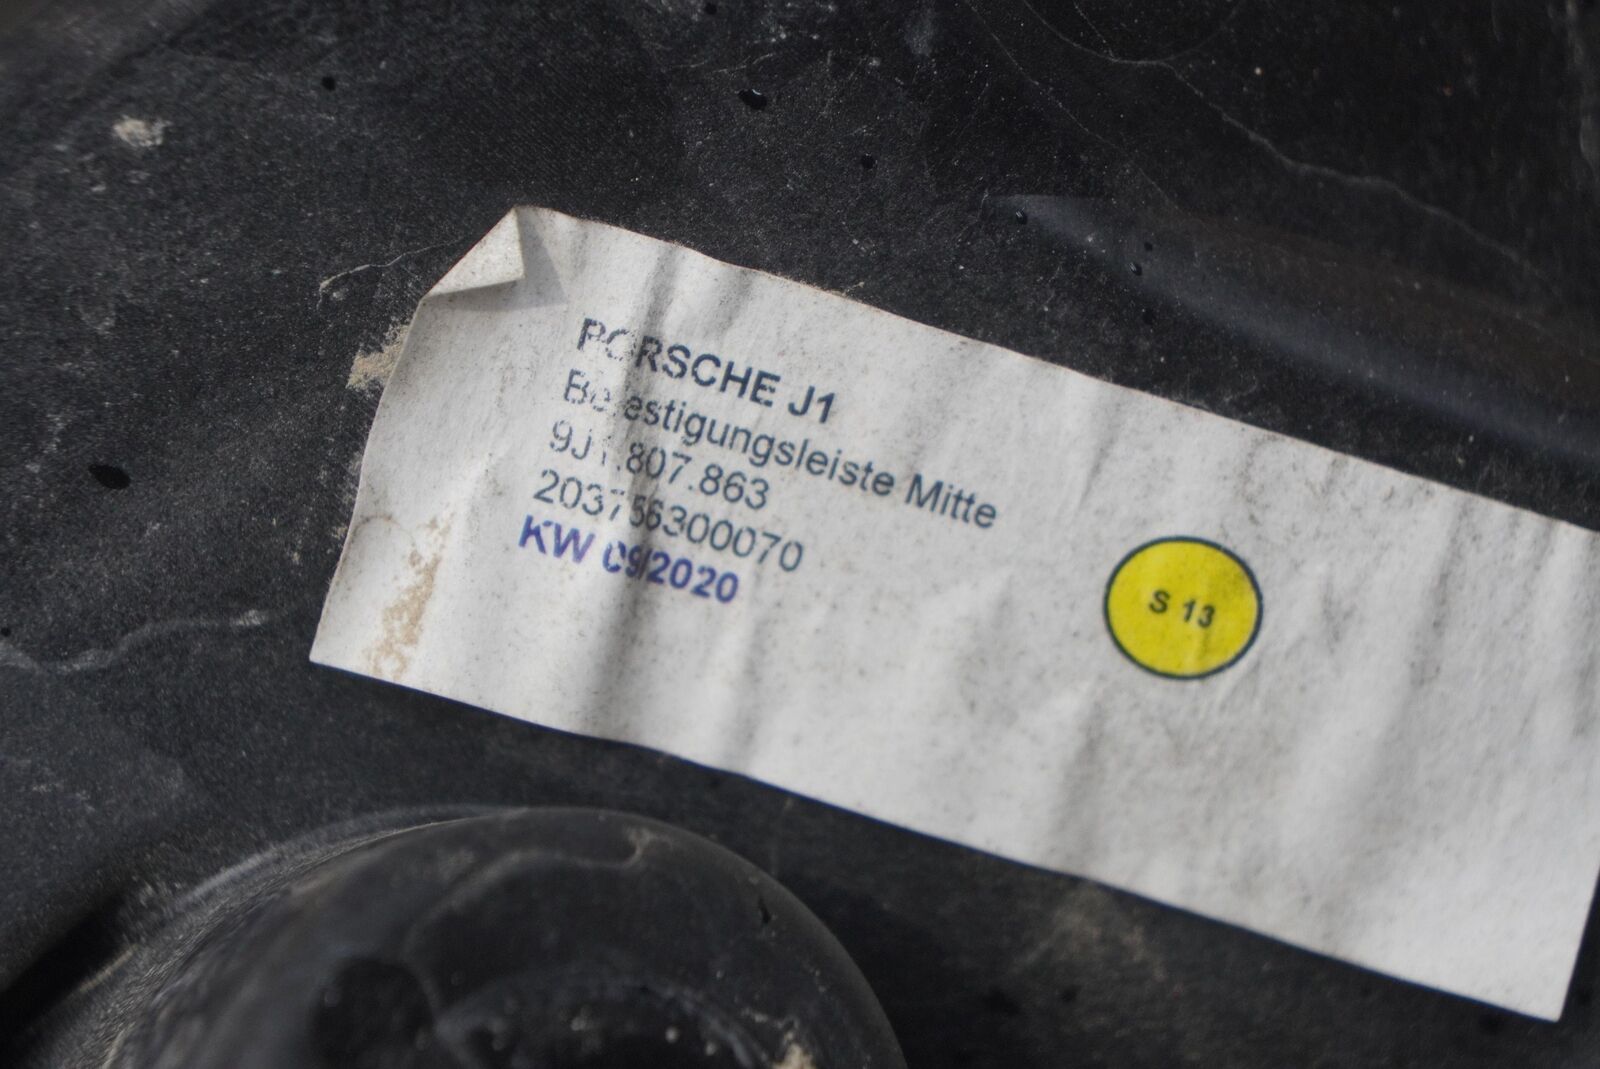 PORSCHE J1
Befestigungsleiste Mitte
9J1.807.863
203756300070
KW 09/2020
S 13